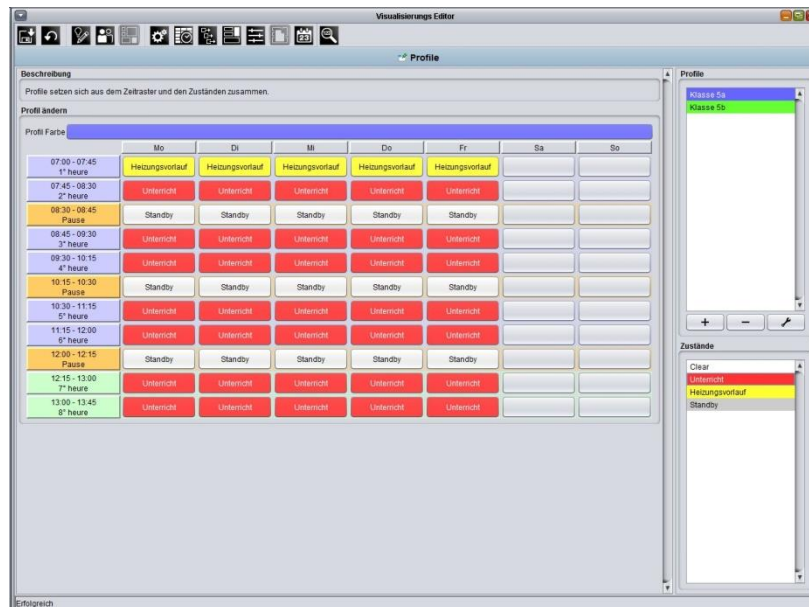 Visualisierungs Editor
Profile
Beschreibung
Profile setzen sich aus dem Zeitraster und den Zuständen zusammen.
Profil ändern
Profil Farbe
Mo Di Mi Do Fr Sa So
07:00 - 07:45
1° heure
Heizungsvorlauf Heizungsvorlauf Heizungsvorlauf Heizungsvorlauf Heizungsvorlauf
07:45 - 08:30
2° heure
Unterricht Unterricht Unterricht Unterricht Unterricht
08:30 - 08:45
Pause
Standby Standby Standby Standby Standby
08:45 - 09:30
3° heure
Unterricht Unterricht Unterricht Unterricht Unterricht
09:30 - 10:15
4° heure
Unterricht Unterricht Unterricht Unterricht Unterricht
10:15 - 10:30
Pause
Standby Standby Standby Standby Standby
10:30 - 11:15
5° heure
Unterricht Unterricht Unterricht Unterricht Unterricht
11:15 - 12:00
6° heure
Unterricht Unterricht Unterricht Unterricht Unterricht
12:00 - 12:15
Pause
Standby Standby Standby Standby Standby
12:15 - 13:00
7° heure
Unterricht Unterricht Unterricht Unterricht Unterricht
13:00 - 13:45
8° heure
Unterricht Unterricht Unterricht Unterricht Unterricht
Profile
Klasse 5a
Klasse 5b
Zustände
Clear
Unterricht
Heizungsvorlauf
Standby
Erfolgreich